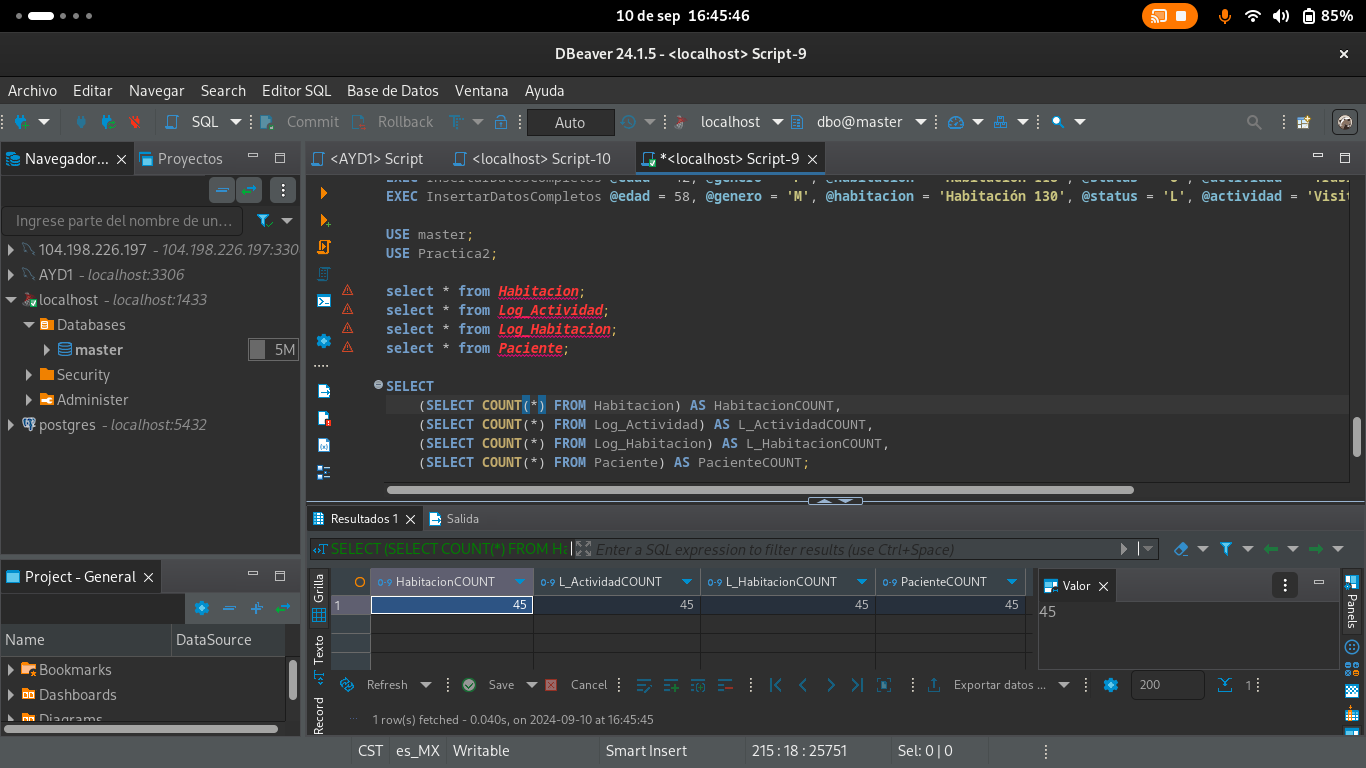 10 de sep 16:45:46
85%
DBeaver 24.1.5 - <localhost> Script-9
Archivo Editar Navegar Search Editor SQL Base de Datos Ventana Ayuda
SQL Commit Rollback Auto localhost dbo@master
Navegador... Proyectos
<AYD1> Script <localhost> Script-10 *<localhost> Script-9
Ingrese parte del nombre de un...
104.198.226.197 - 104.198.226.197:330
AYD1 - localhost:3306
localhost - localhost:1433
Databases
master 5M
Security
Administer
postgres - localhost:5432
EXEC InsertarDatosCompletos @edad = 58, @genero = 'M', @habitacion = 'Habitación 130', @status = 'L', @actividad = 'Visit
USE master;
USE Practica2;
select * from Habitacion;
select * from Log_Actividad;
select * from Log_Habitacion;
select * from Paciente;
SELECT
(SELECT COUNT(*) FROM Habitacion) AS HabitacionCOUNT,
(SELECT COUNT(*) FROM Log_Actividad) AS L_ActividadCOUNT,
(SELECT COUNT(*) FROM Log_Habitacion) AS L_HabitacionCOUNT,
(SELECT COUNT(*) FROM Paciente) AS PacienteCOUNT;
Resultados 1 Salida
SELECT (SELECT COUNT(*) FROM Ha Enter a SQL expression to filter results (use Ctrl+Space)
Grilla
Texto
Record
HabitacionCOUNT L_ActividadCOUNT L_HabitacionCOUNT PacienteCOUNT
1 45 45 45 45
Valor
45
Panels
Refresh Save Cancel Exportar datos ... 200 1
1 row(s) fetched - 0.040s, on 2024-09-10 at 16:45:45
Project - General
Name DataSource
Bookmarks
Dashboards
Diagrams
CST es_MX Writable Smart Insert 215 : 18 : 25751 Sel: 0 | 0